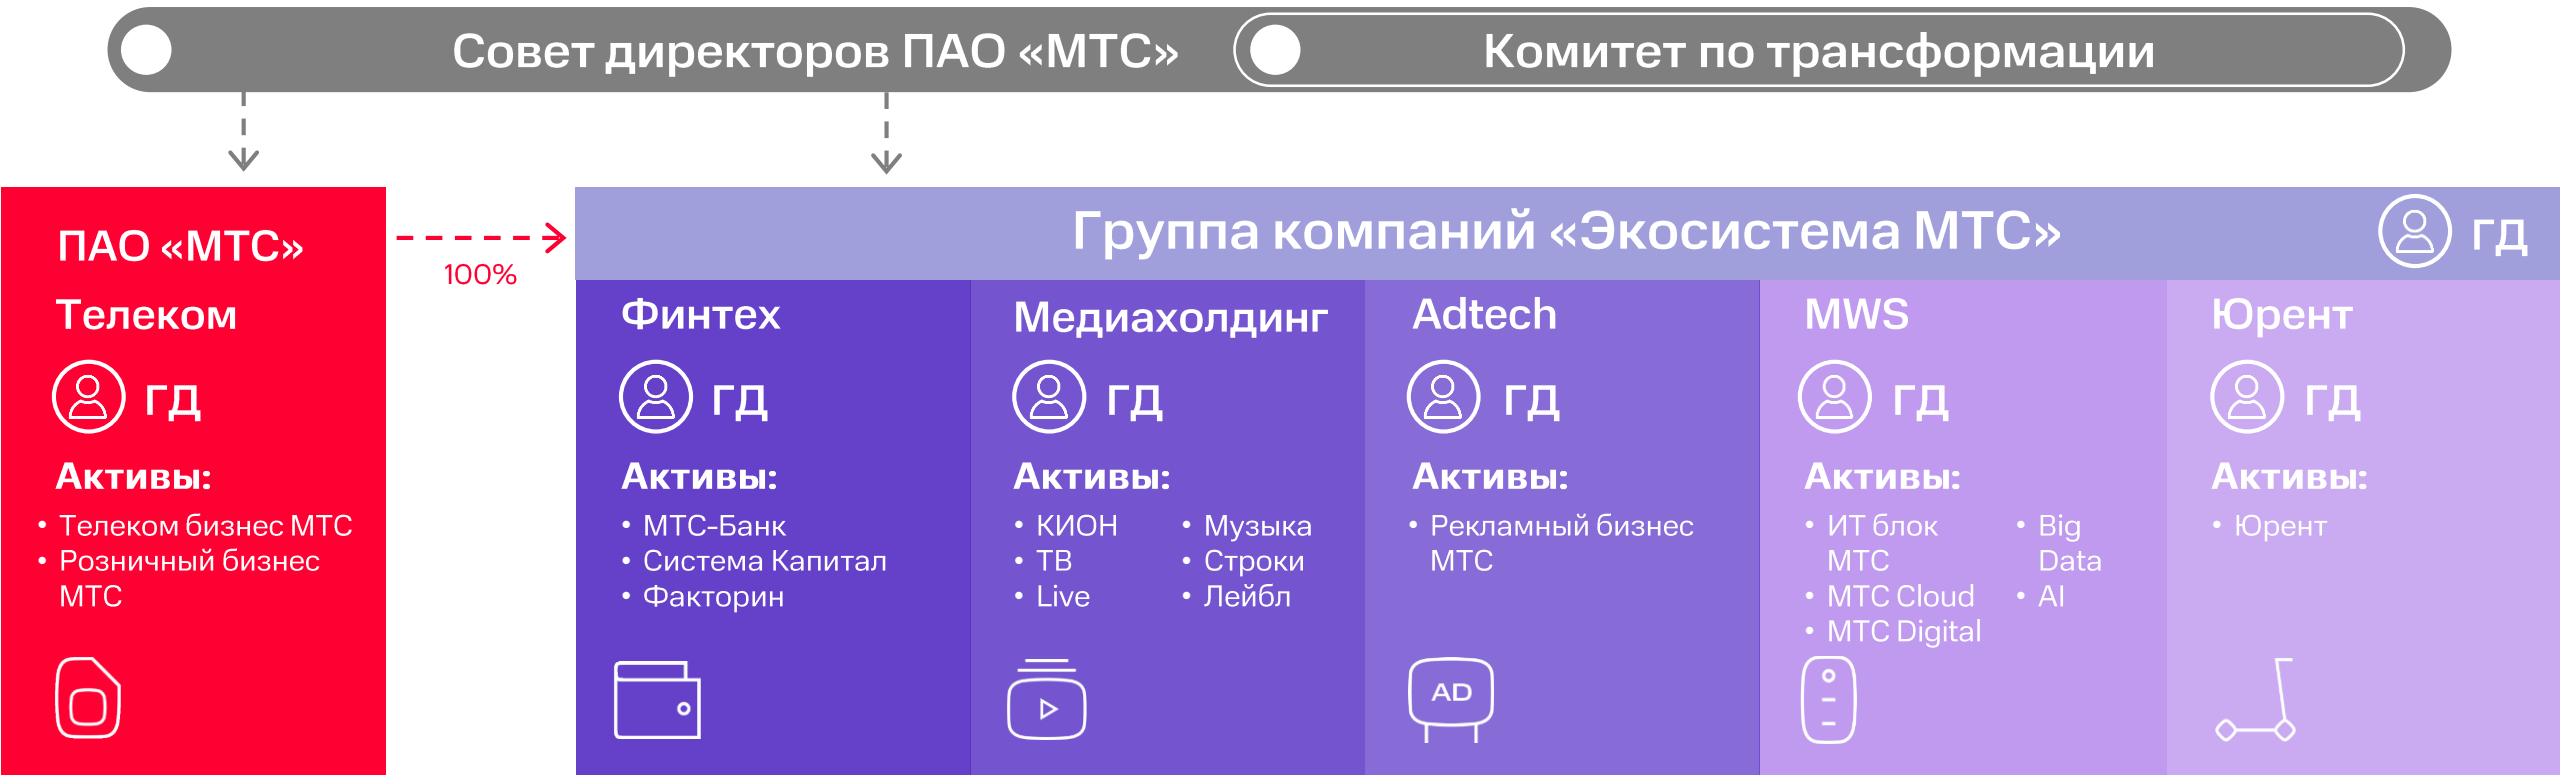 Совет директоров ПАО «МТС»
Комитет по трансформации
ПАО «МТС»
Телеком
ГД
Активы:
• Телеком бизнес МТС
• Розничный бизнес
МТС
100%
Группа компаний «Экосистема МТС»
ГД
Финтех
ГД
Активы:
• МТС-Банк
• Система Капитал
• Факторин
Медиахолдинг
ГД
Активы:
• КИОН
• ТВ
• Live
• Музыка
• Строки
• Лейбл
Adtech
ГД
Активы:
• Рекламный бизнес
МТС
AD
MWS
ГД
Активы:
• ИТ блок
МТС
• МТС Cloud
• МТС Digital
• Big
Data
• AI
Юрент
ГД
Активы:
• Юрент